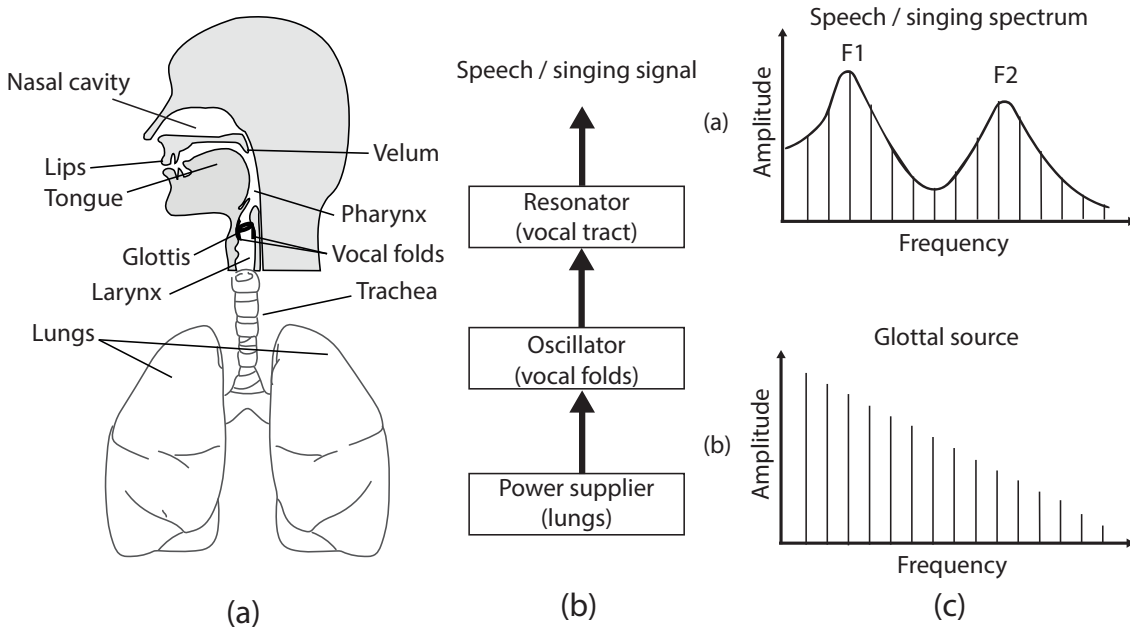 Nasal cavity
Lips
Tongue
Velum
Pharynx
Glottis
Vocal folds
Larynx
Trachea
Lungs
(a)
Speech / singing signal
Resonator
(vocal tract)
Oscillator
(vocal folds)
Power supplier
(lungs)
(b)
Speech / singing spectrum
F1
F2
(a)
Amplitude
Frequency
Glottal source
(b)
Amplitude
Frequency
(c)